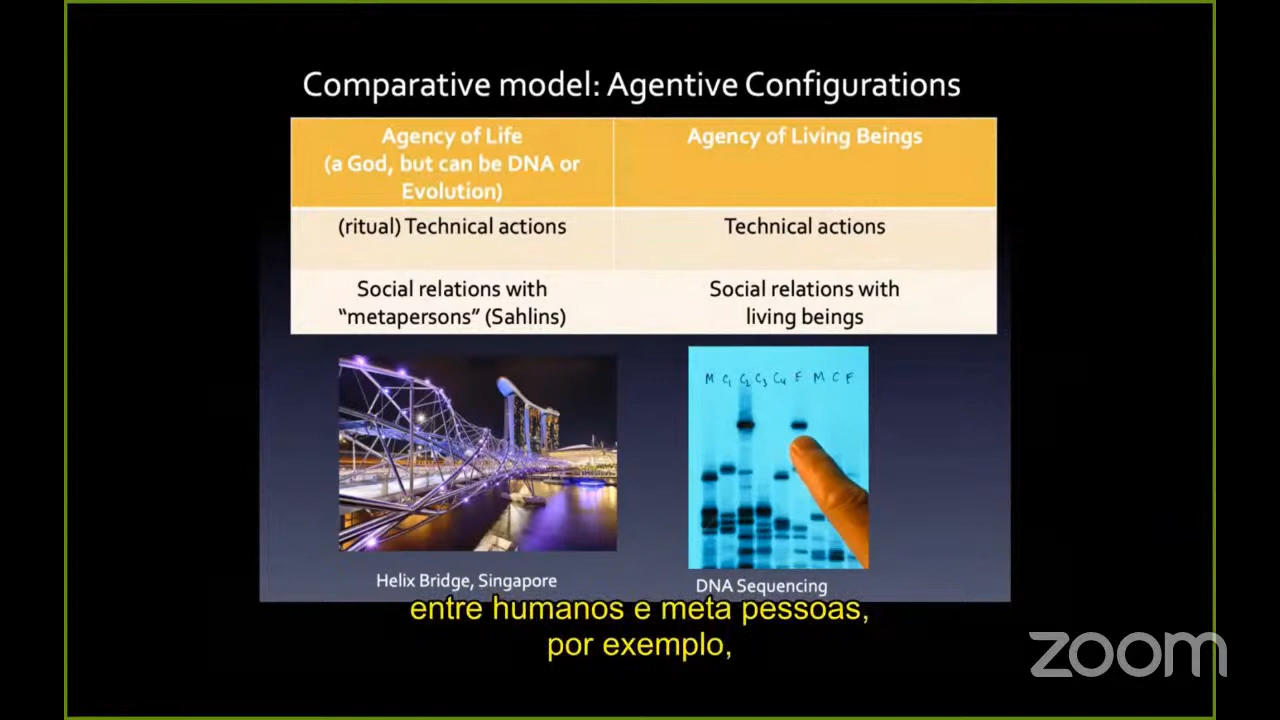 Comparative model: Agentive Configurations
Agency of Life
(a God, but can be DNA or
Evolution)
Agency of Living Beings
(ritual) Technical actions
Technical actions
Social relations with
“metapersons” (Sahlins)
Social relations with
living beings
M C1 C2 C3 C4 F M C F
Helix Bridge, Singapore
DNA Sequencing
entre humanos e meta pessoas,
por exemplo,
zoom